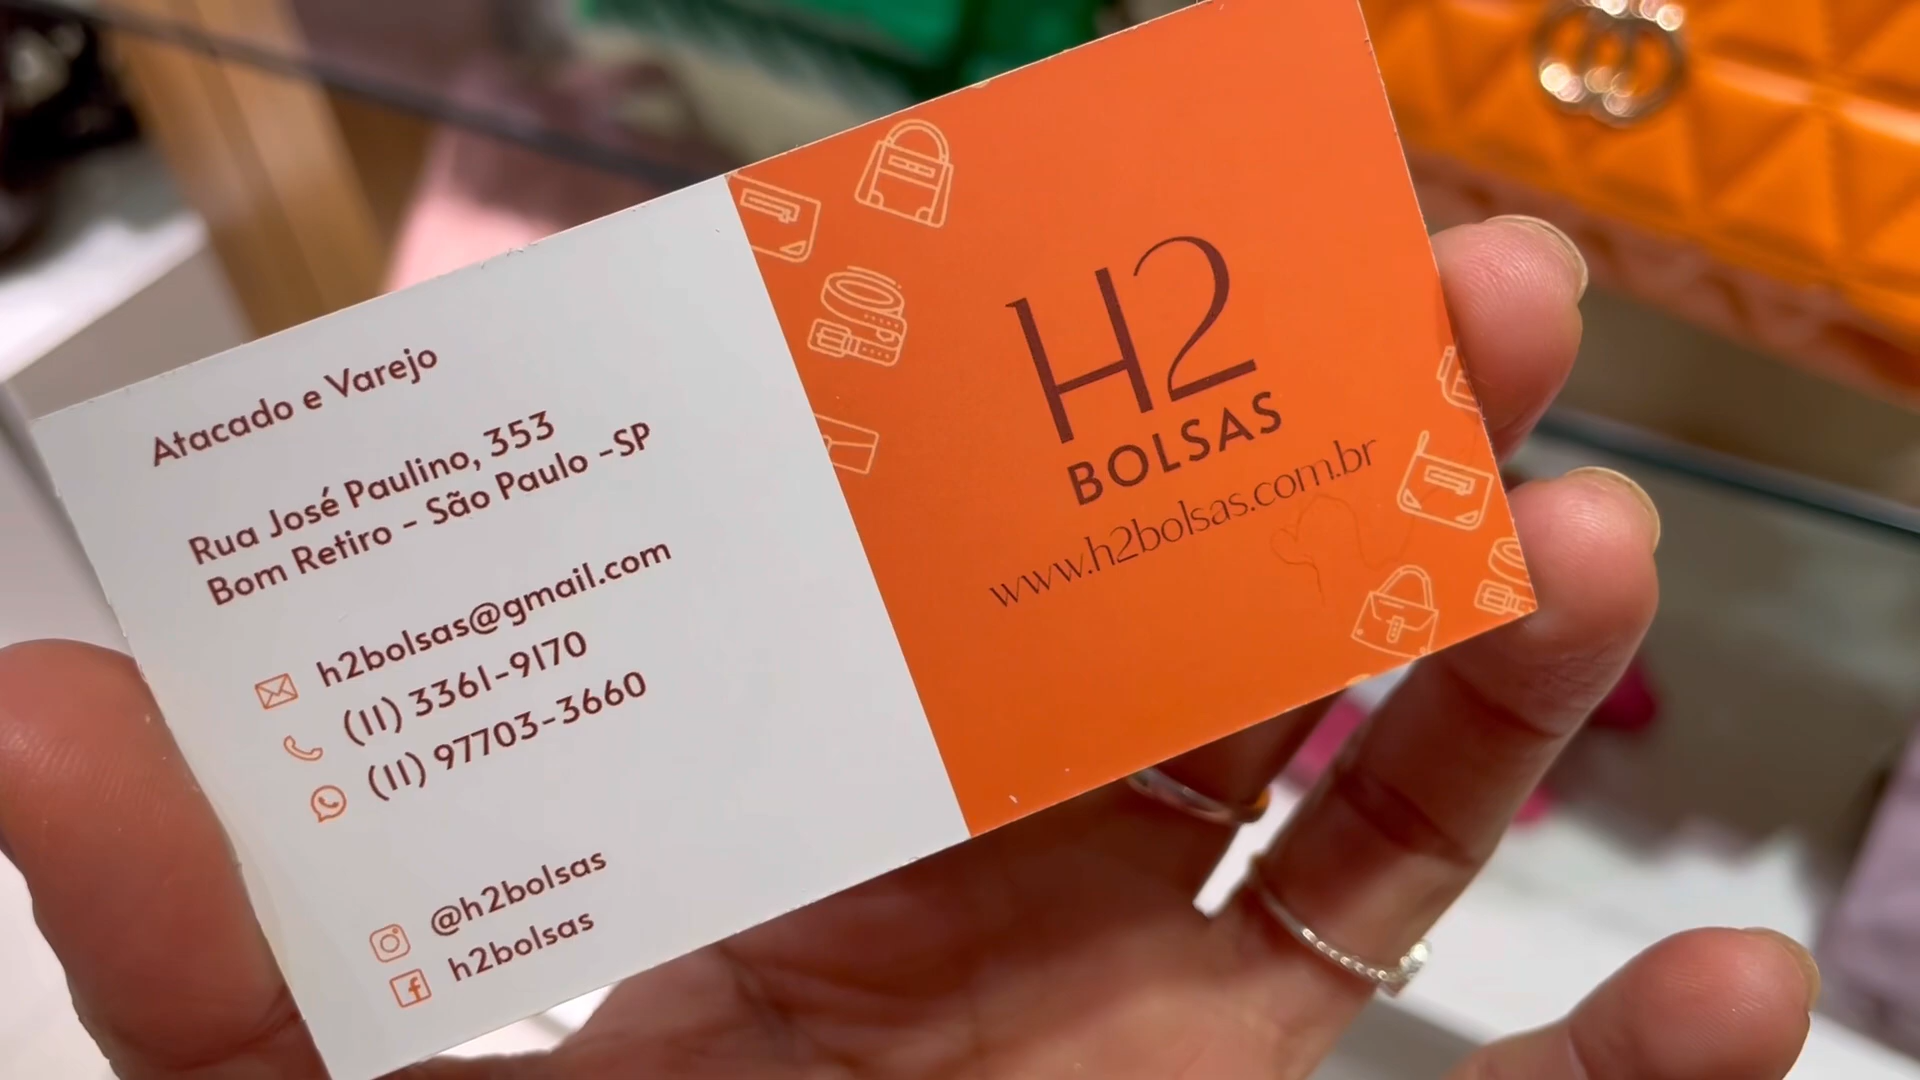 Atacado e Varejo
Rua José Paulino, 353
Bom Retiro - São Paulo -SP
h2bolsas@gmail.com
(11) 3361-9170
(11) 97703-3660
@h2bolsas
h2bolsas
H2
BOLSAS
www.h2bolsas.com.br